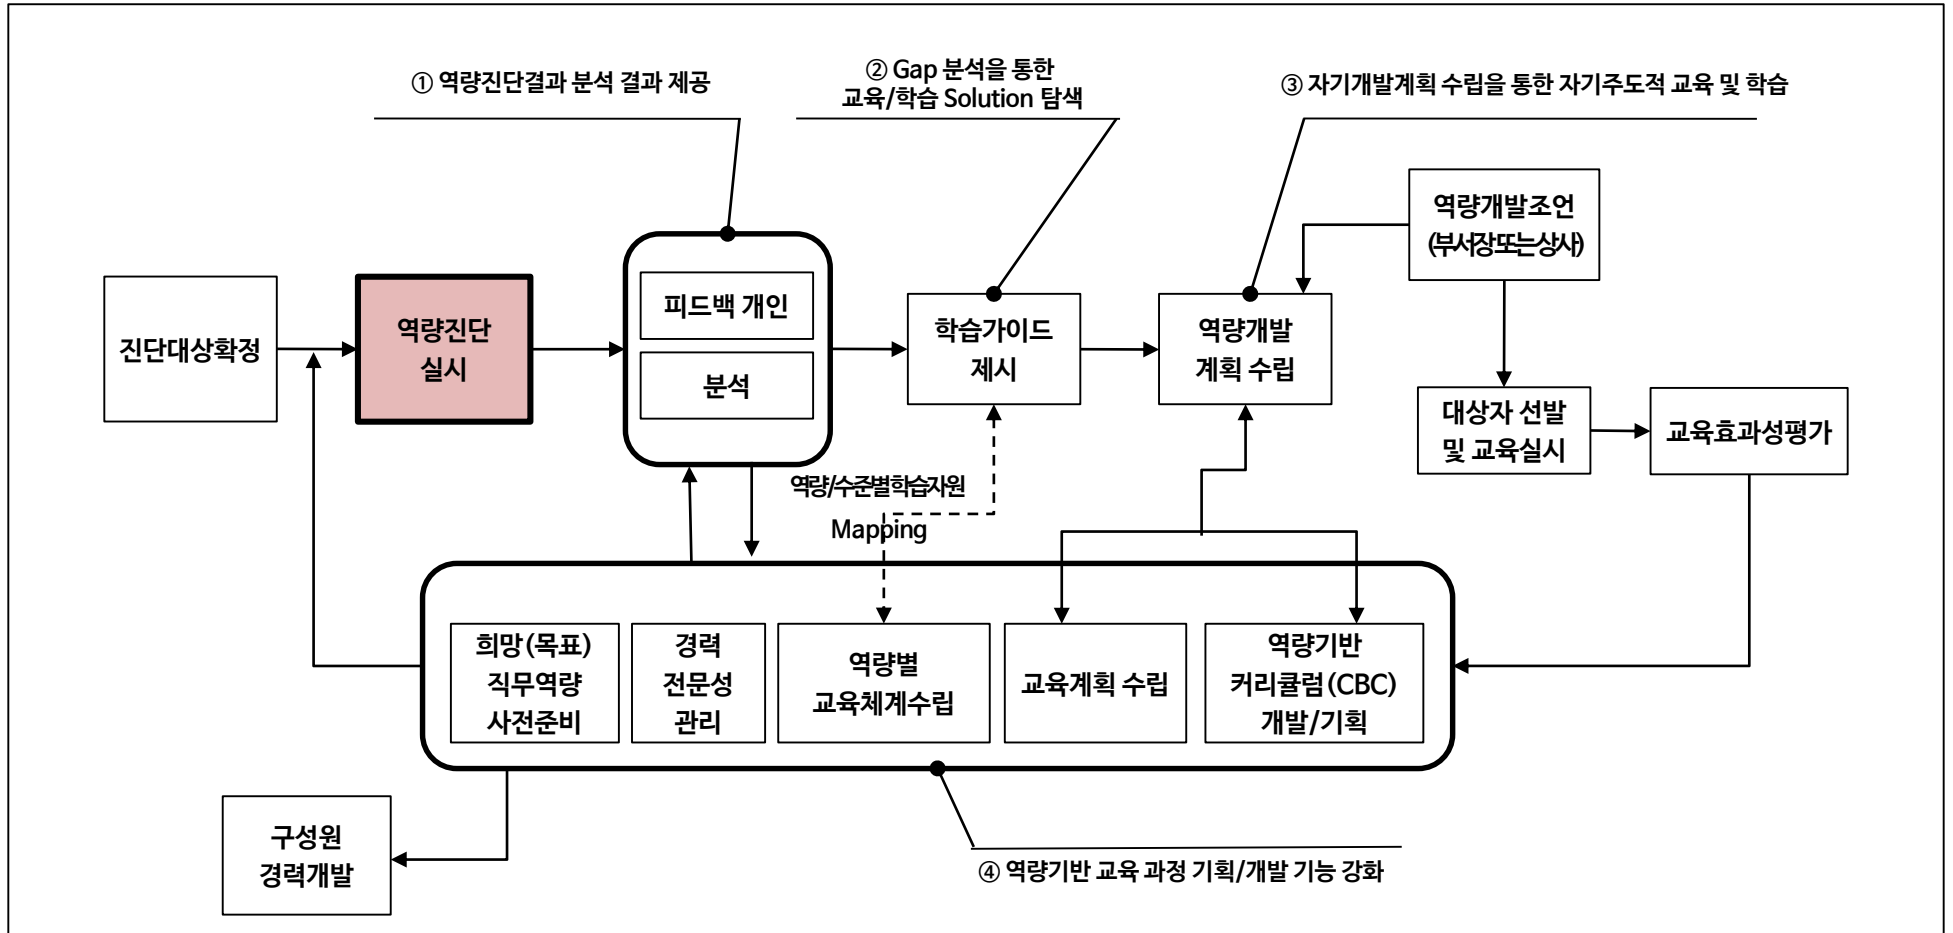 ① 역량진단결과 분석 결과 제공
② Gap 분석을 통한
교육/학습 Solution 탐색
③ 자기개발계획 수립을 통한 자기주도적 교육 및 학습
역량개발조언
(부서장또는상사)
진단대상확정
역량진단
실시
피드백 개인
분석
학습가이드
제시
역량개발
계획 수립
대상자 선발
및 교육실시
교육효과성평가
역량/수준별학습자원
Mapping
희망(목표)
직무역량
사전준비
경력
전문성
관리
역량별
교육체계수립
교육계획 수립
역량기반
커리큘럼(CBC)
개발/기획
구성원
경력개발
④ 역량기반 교육 과정 기획/개발 기능 강화